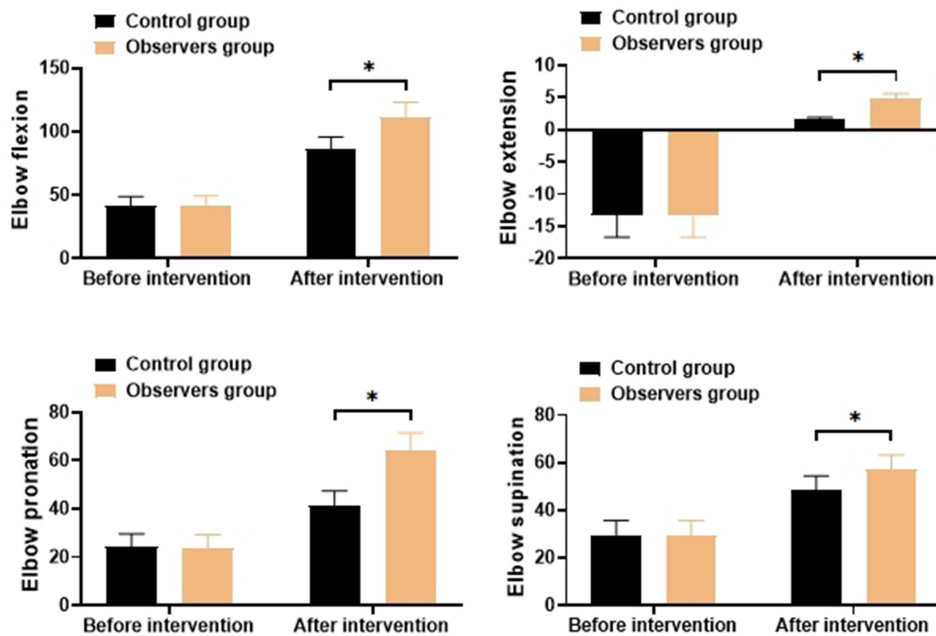 Control group
Observers group
Elbow flexion
150
100
50
0
*
Before intervention
After intervention
Control group
Observers group
Elbow extension
10
5
0
-5
-10
-15
-20
*
Before intervention
After intervention
Control group
Observers group
Elbow pronation
80
60
40
20
0
*
Before intervention
After intervention
Control group
Observers group
Elbow supination
80
60
40
20
0
*
Before intervention
After intervention